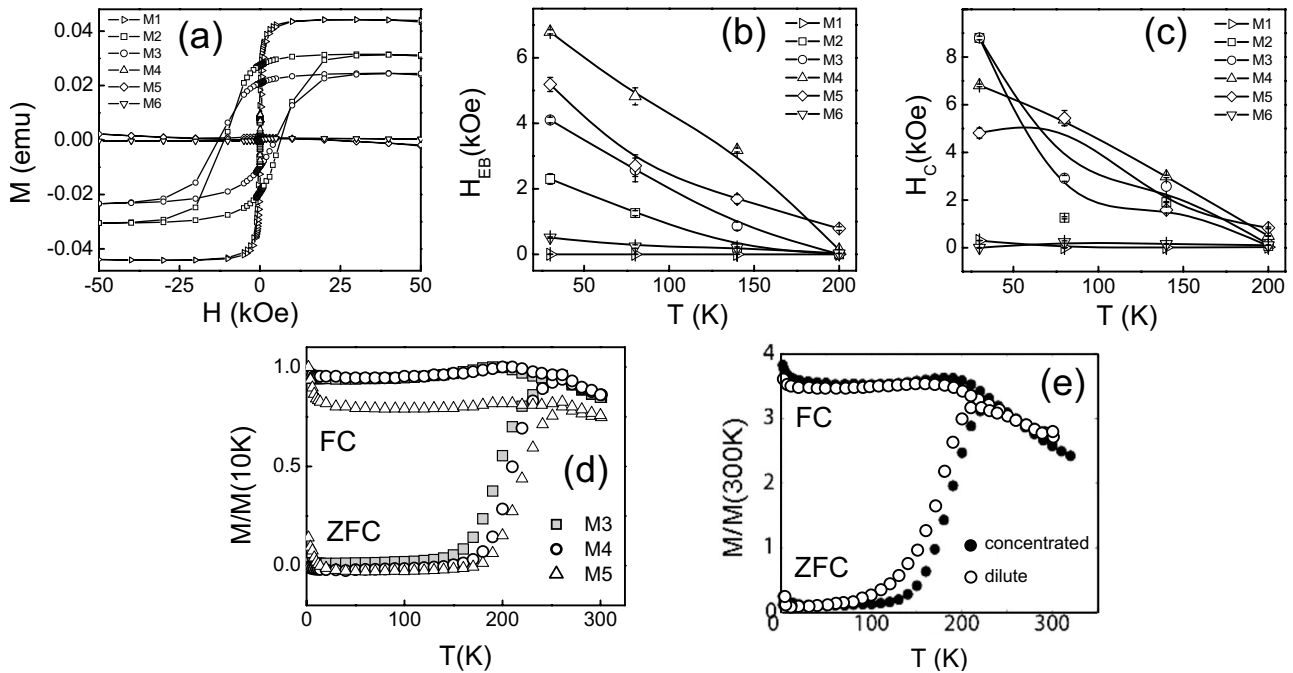 (a)
M1
M2
M3
M4
M5
M6
0.04
0.02
0.00
-0.02
-0.04
M (emu)
-50 -25 0 25 50
H (kOe)
(b)
M1
M2
M3
M4
M5
M6
6
4
2
0
H_EB(kOe)
50 100 150 200
T (K)
(c)
M1
M2
M3
M4
M5
M6
8
6
4
2
0
H_C(kOe)
50 100 150 200
T (K)
1.0
0.5
0.0
M/M(10K)
FC
(d)
ZFC
M3
M4
M5
0 100 200 300
T(K)
4
3
2
1
0
M/M(300K)
(e)
FC
ZFC
concentrated
dilute
0 100 200 300
T (K)